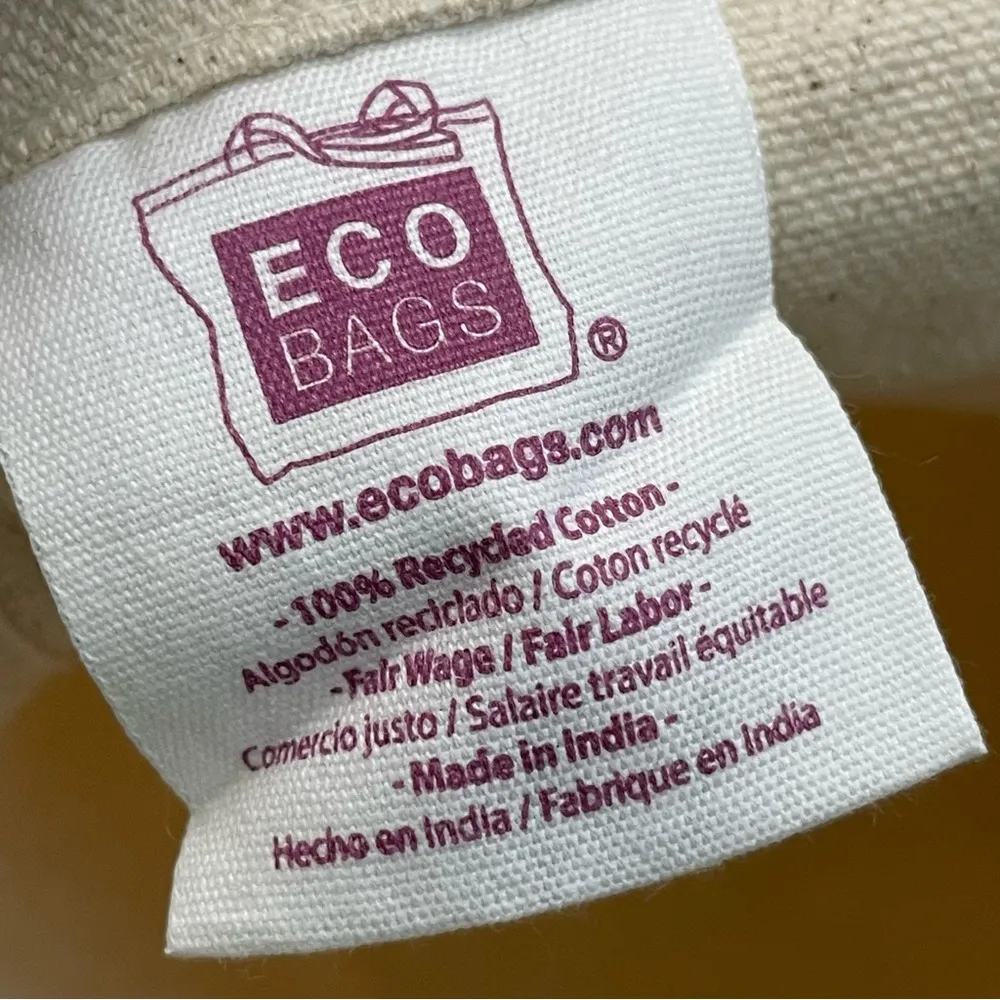 ECO
BAGS
®
www.ecobags.com
- 100% Recycled Cotton -
Algodón reciclado / Coton recyclé
- Fair Wage / Fair Labor -
Comercio justo / Salaire travail équitable
- Made in India -
Hecho en India / Fabrique en India